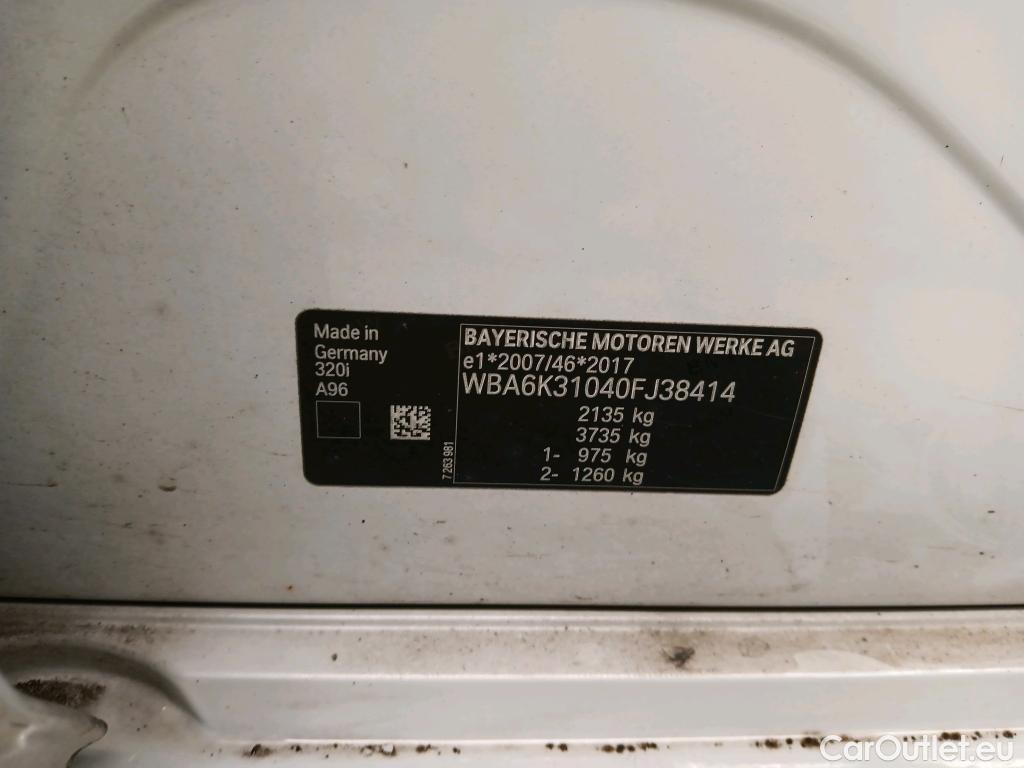 Made in
Germany
320i
A96
7 263 981
BAYERISCHE MOTOREN WERKE AG
e1*2007/46*2017
WBA6K31040FJ38414
2135 kg
3735 kg
1- 975 kg
2- 1260 kg
CarOutlet.eu